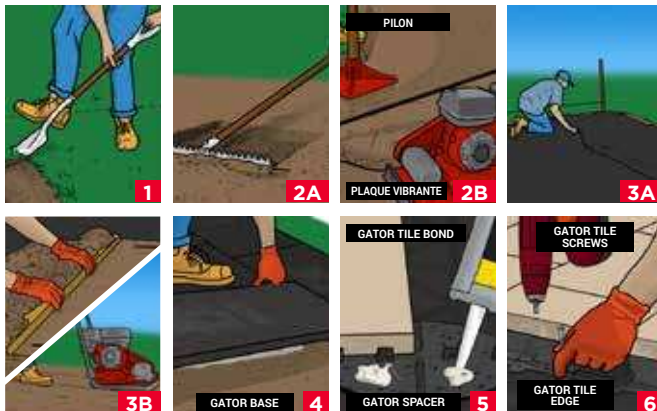 1
2A
PILON
PLAQUE VIBRANTE
2B
3A
3B
GATOR BASE
4
GATOR TILE BOND
GATOR SPACER
5
GATOR TILE
SCREWS
GATOR TILE
EDGE
6